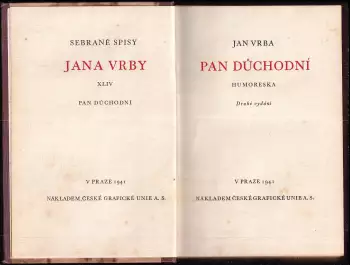 SEBRANÉ SPISY
JANA VRBY
XLIV
PAN DŮCHODNÍ
V PRAZE 1941
NÁKLADEM ČESKÉ GRAFICKÉ UNIE A. S.
JAN VRBA
PAN DŮCHODNÍ
HUMORESKA
Druhé vydání
V PRAZE 1941
NÁKLADEM ČESKÉ GRAFICKÉ UNIE A. S.